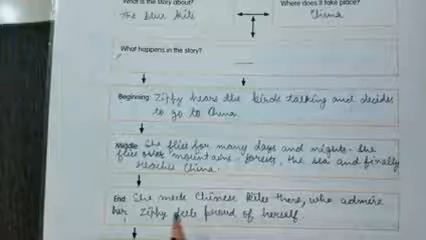 What is the story about?
Where does it take place?
The blue kite
China
What happens in the story?
Beginning: Zippy hears the birds talking and decides
to go to China.
Middle: She flies for many days and nights. She
flies over mountains, forests, the sea and finally
reaches China.
End: She meets Chinese kites there, who admire
her. Zippy feels proud of herself.